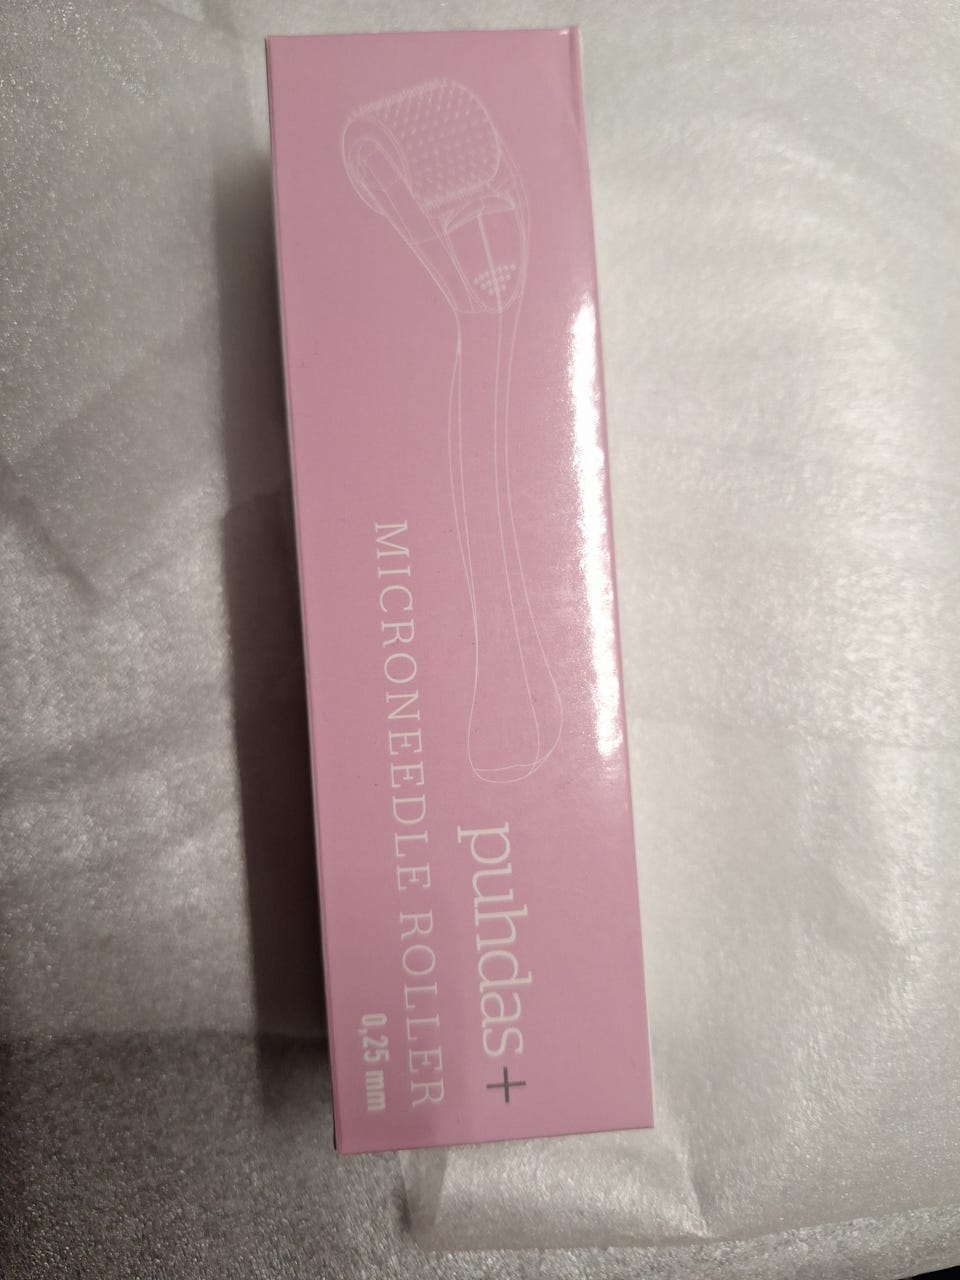 puhdas+
MICRONEEDLE ROLLER
0,25 mm